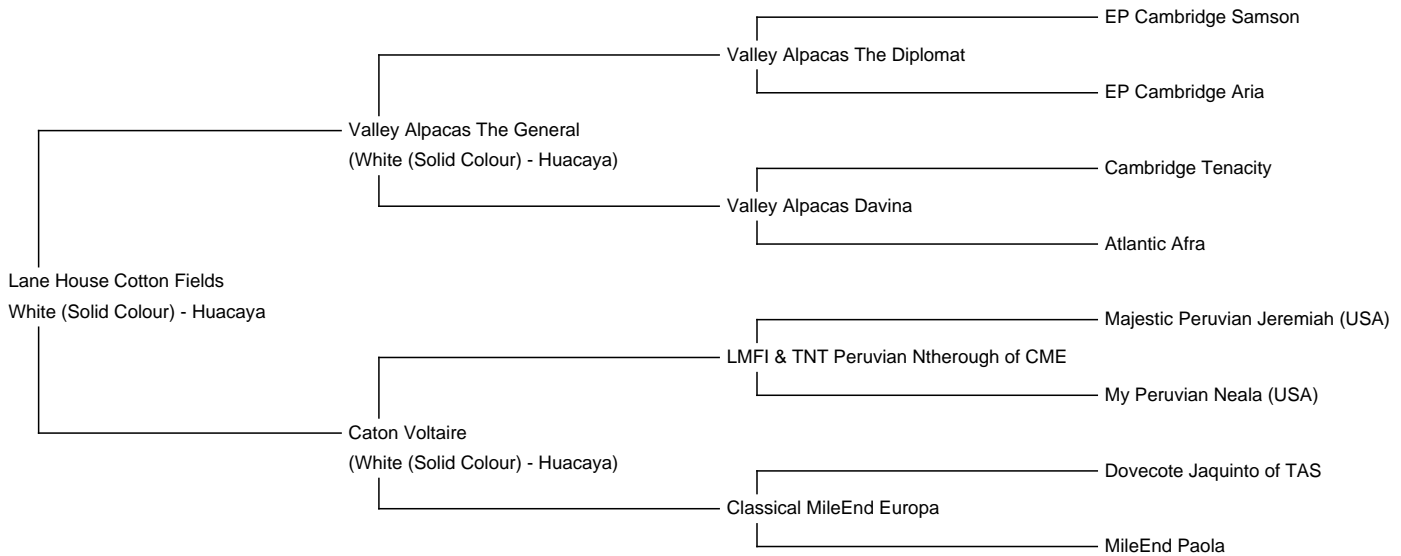 EP Cambridge Samson
Valley Alpacas The Diplomat
EP Cambridge Aria
Valley Alpacas The General
(White (Solid Colour) - Huacaya)
Cambridge Tenacity
Valley Alpacas Davina
Atlantic Afra
Lane House Cotton Fields
White (Solid Colour) - Huacaya
Majestic Peruvian Jeremiah (USA)
LMFI & TNT Peruvian Ntherough of CME
My Peruvian Neala (USA)
Caton Voltaire
(White (Solid Colour) - Huacaya)
Dovecote Jaquinto of TAS
Classical MileEnd Europa
MileEnd Paola